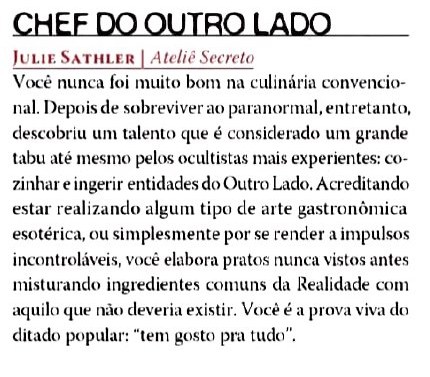 CHEF DO OUTRO LADO
JULIE SATHLER | Ateliê Secreto
Você nunca foi muito bom na culinária convencio-
nal. Depois de sobreviver ao paranormal, entretanto,
descobriu um talento que é considerado um grande
tabu até mesmo pelos ocultistas mais experientes: co-
zinhar e ingerir entidades do Outro Lado. Acreditando
estar realizando algum tipo de arte gastronômica
esotérica, ou simplesmente por se render a impulsos
incontroláveis, você elabora pratos nunca vistos antes
misturando ingredientes comuns da Realidade com
aquilo que não deveria existir. Você é a prova viva do
ditado popular: “tem gosto pra tudo”.